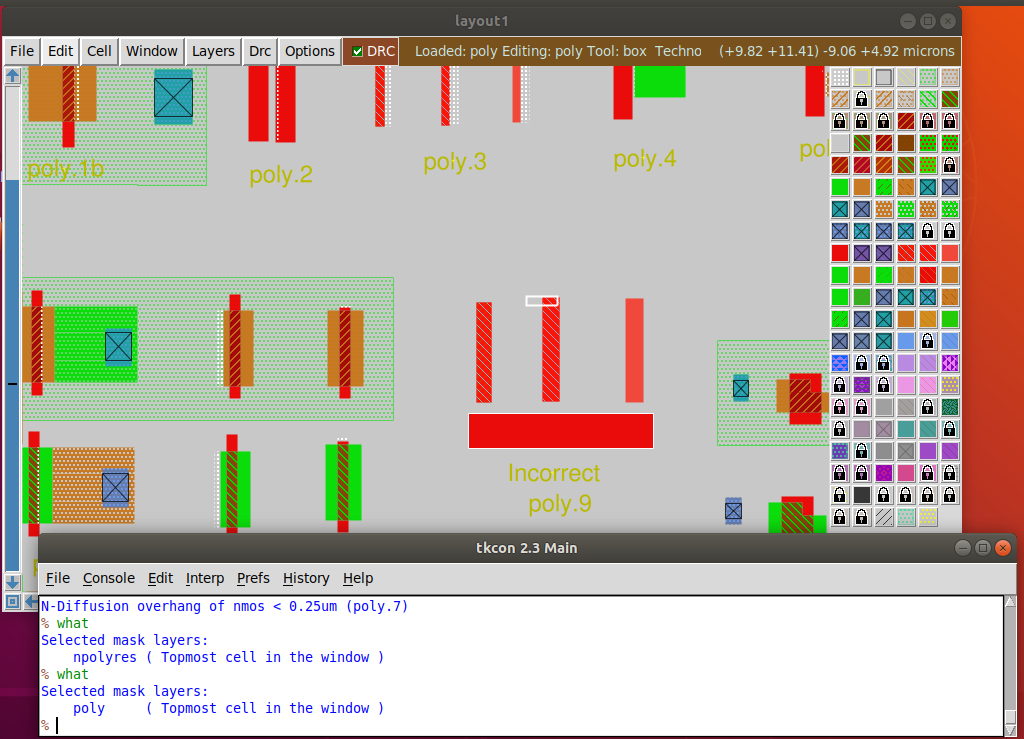 layout1
File Edit Cell Window Layers Drc Options DRC Loaded: poly Editing: poly Tool: box Techno (+9.82 +11.41) -9.06 +4.92 microns
poly.1b
poly.2
poly.3
poly.4
pol
Incorrect
poly.9
tkcon 2.3 Main
File Console Edit Interp Prefs History Help
N-Diffusion overhang of nmos < 0.25um (poly.7)
% what
Selected mask layers:
npolyres ( Topmost cell in the window )
% what
Selected mask layers:
poly ( Topmost cell in the window )
%